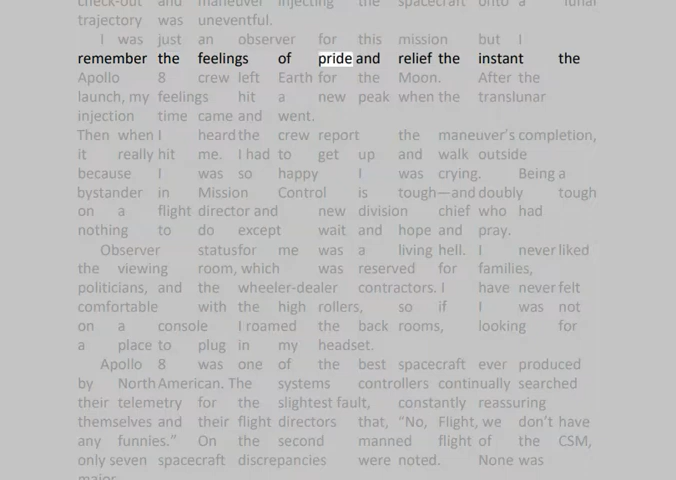 check-out and maneuver injecting the spacecraft onto a lunar
trajectory was uneventful.
I was just an observer for this mission but I
remember the feelings of pride and relief the instant the
Apollo 8 crew left Earth for the Moon. After the
launch, my feelings hit a new peak when the translunar
injection time came and went.
Then when I heard the crew report the maneuver's completion,
it really hit me. I had to get up and walk outside
because I was so happy I was crying. Being a
bystander in Mission Control is tough—and doubly tough
on a flight director and new division chief who had
nothing to do except wait and hope and pray.
Observer status for me was a living hell. I never liked
the viewing room, which was reserved for families,
politicians, and the wheeler-dealer contractors. I have never felt
comfortable with the high rollers, so if I was not
on a console I roamed the back rooms, looking for
a place to plug in my headset.
Apollo 8 was one of the best spacecraft ever produced
by North American. The systems controllers continually searched
their telemetry for the slightest fault, constantly reassuring
themselves and their flight directors that, “No, Flight, we don't have
any funnies.” On the second manned flight of the CSM,
only seven spacecraft discrepancies were noted. None was
major